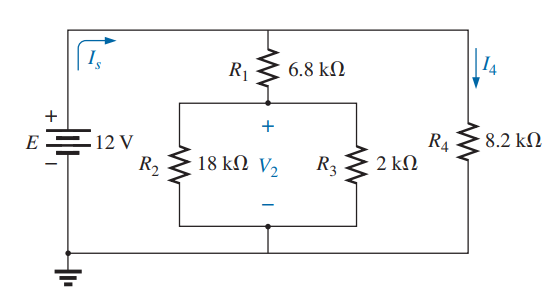 I_s
R_1 6.8 kΩ
I_4
+
E 12 V
−
R_2 18 kΩ
+
V_2
−
R_3 2 kΩ
R_4 8.2 kΩ